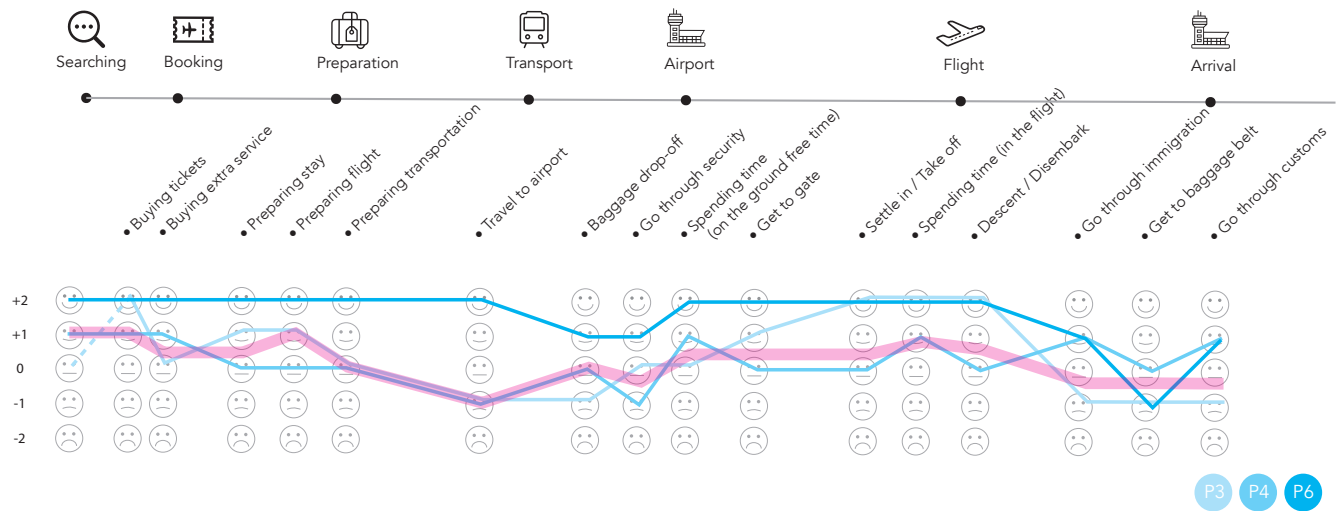 Searching
Booking
Preparation
Transport
Airport
Flight
Arrival
Buying tickets
Buying extra service
Preparing stay
Preparing flight
Preparing transportation
Travel to airport
Baggage drop-off
Go through security
Spending time
(on the ground free time)
Get to gate
Settle in / Take off
Spending time (in the flight)
Descent / Disembark
Go through immigration
Get to baggage belt
Go through customs
+2
+1
0
-1
-2
P3
P4
P6